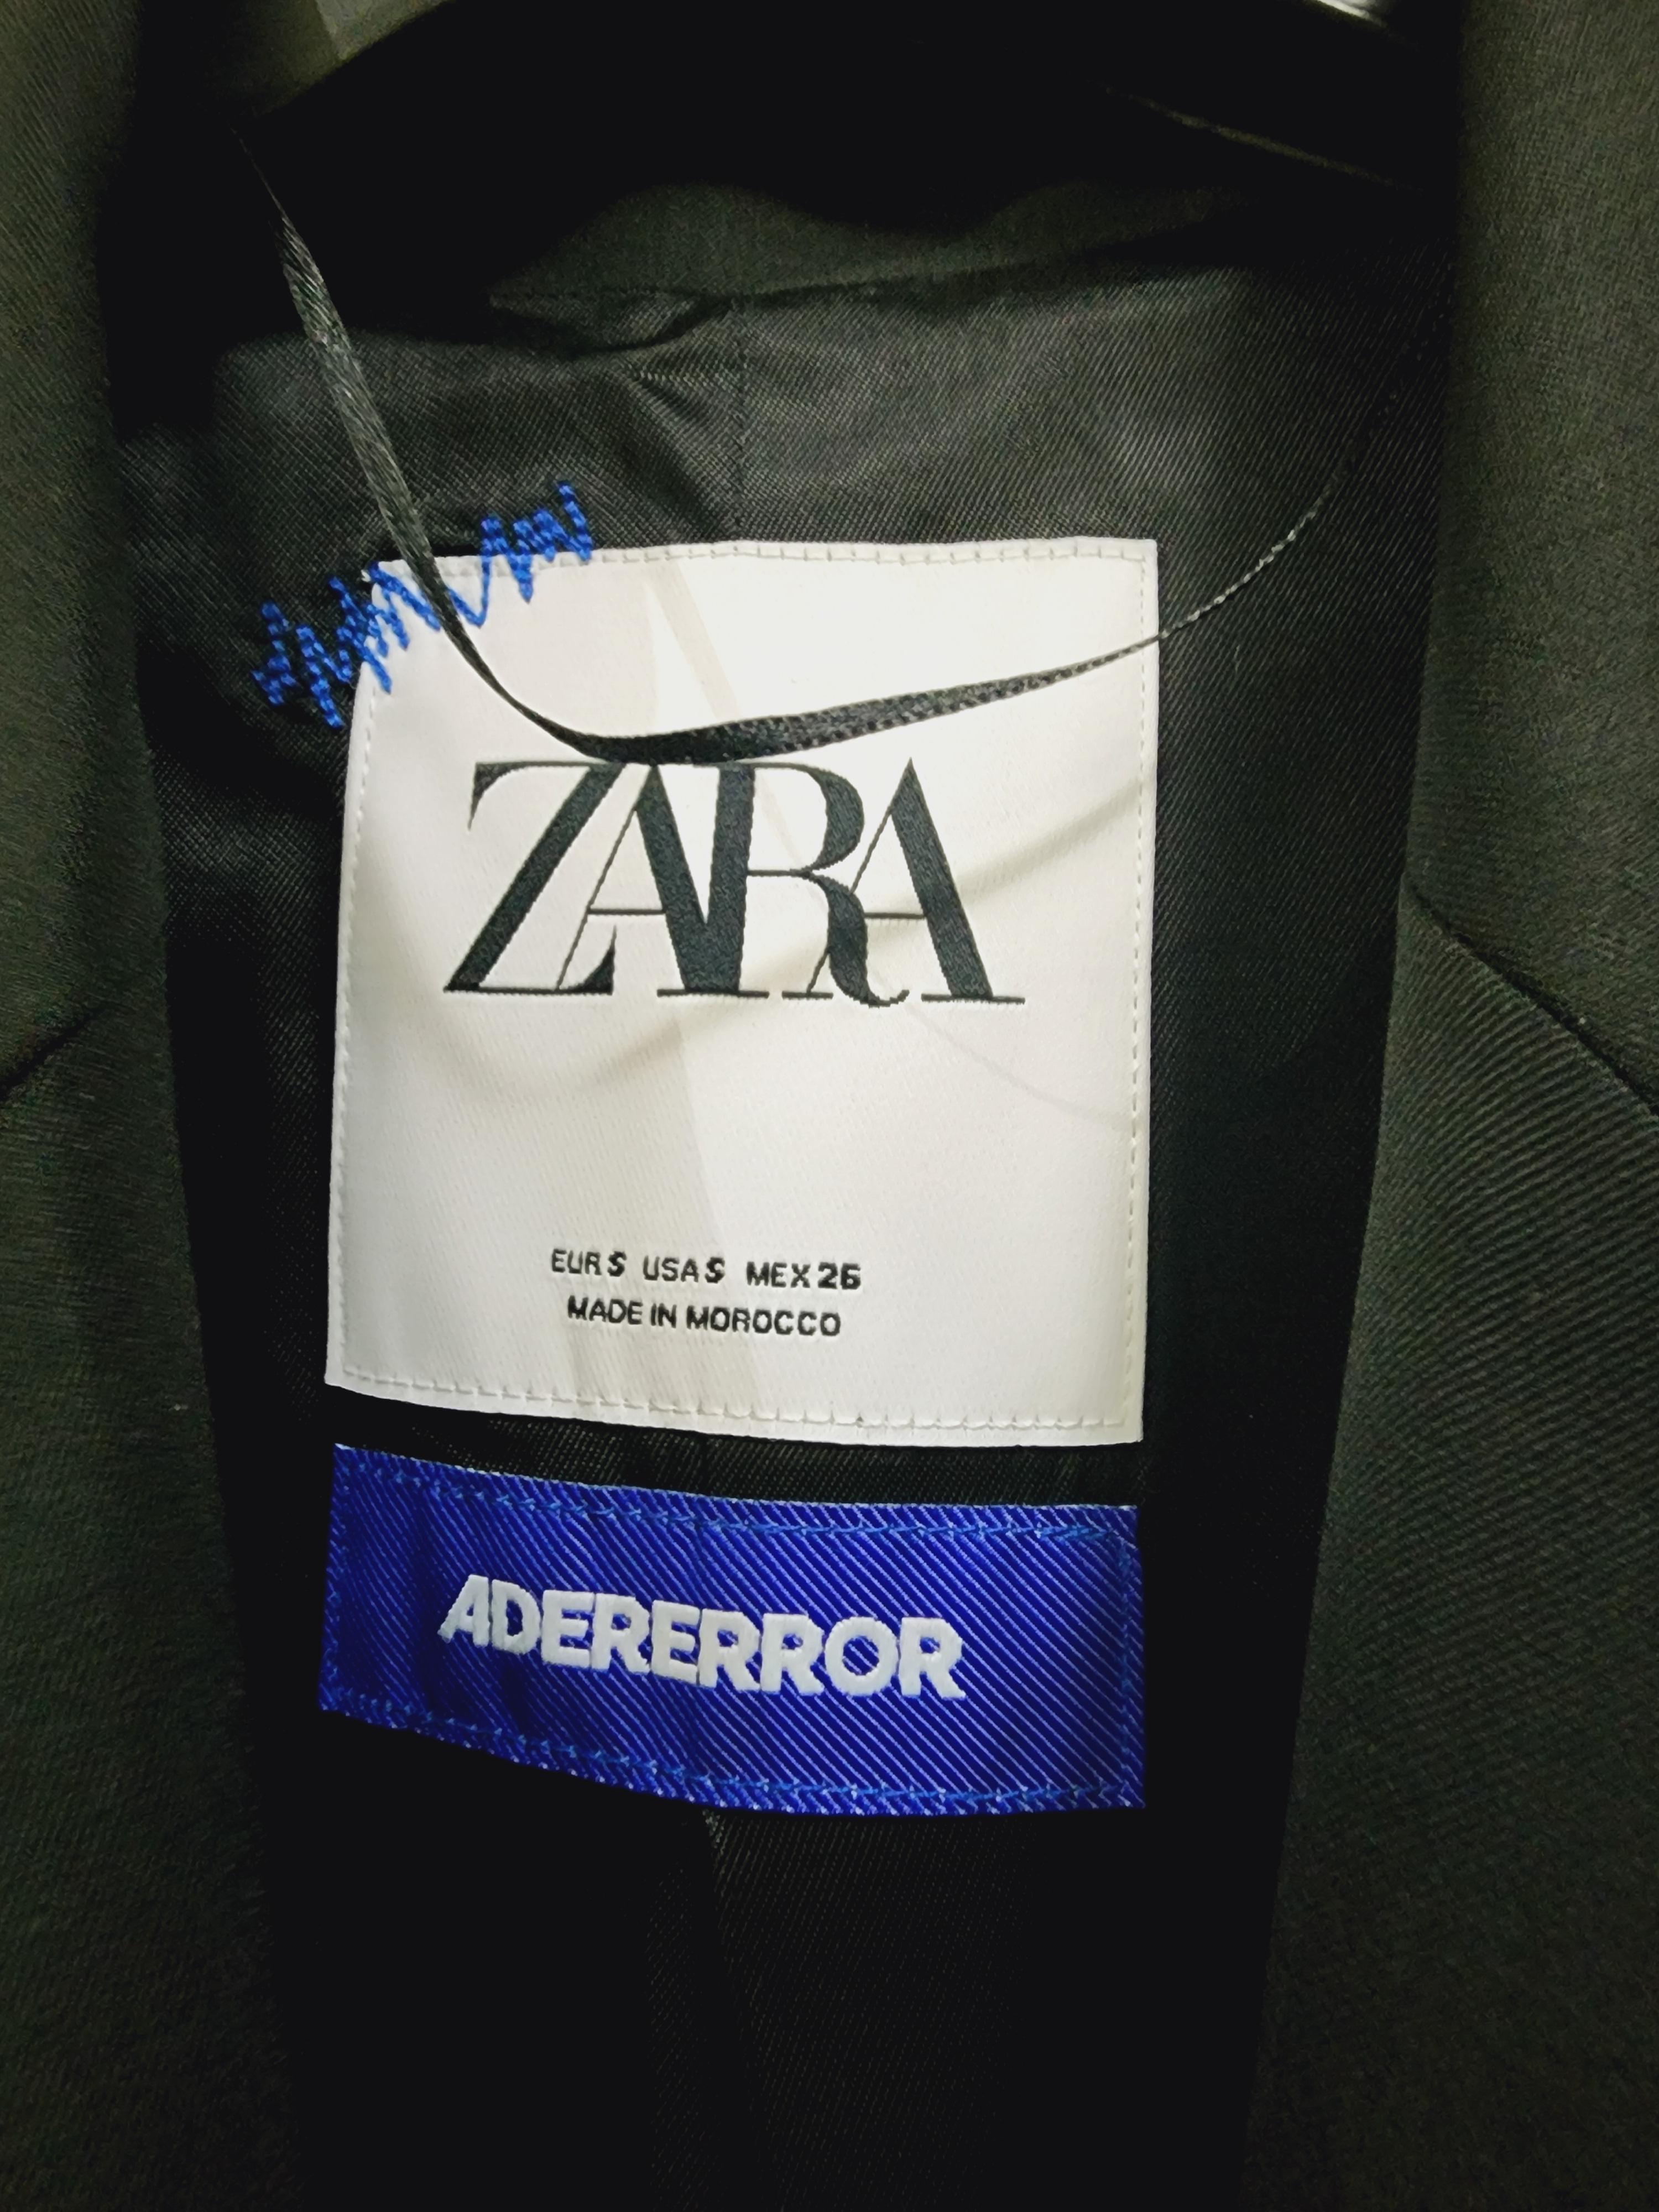 ZARA
EUR S USA S MEX 26
MADE IN MOROCCO
ADERERROR